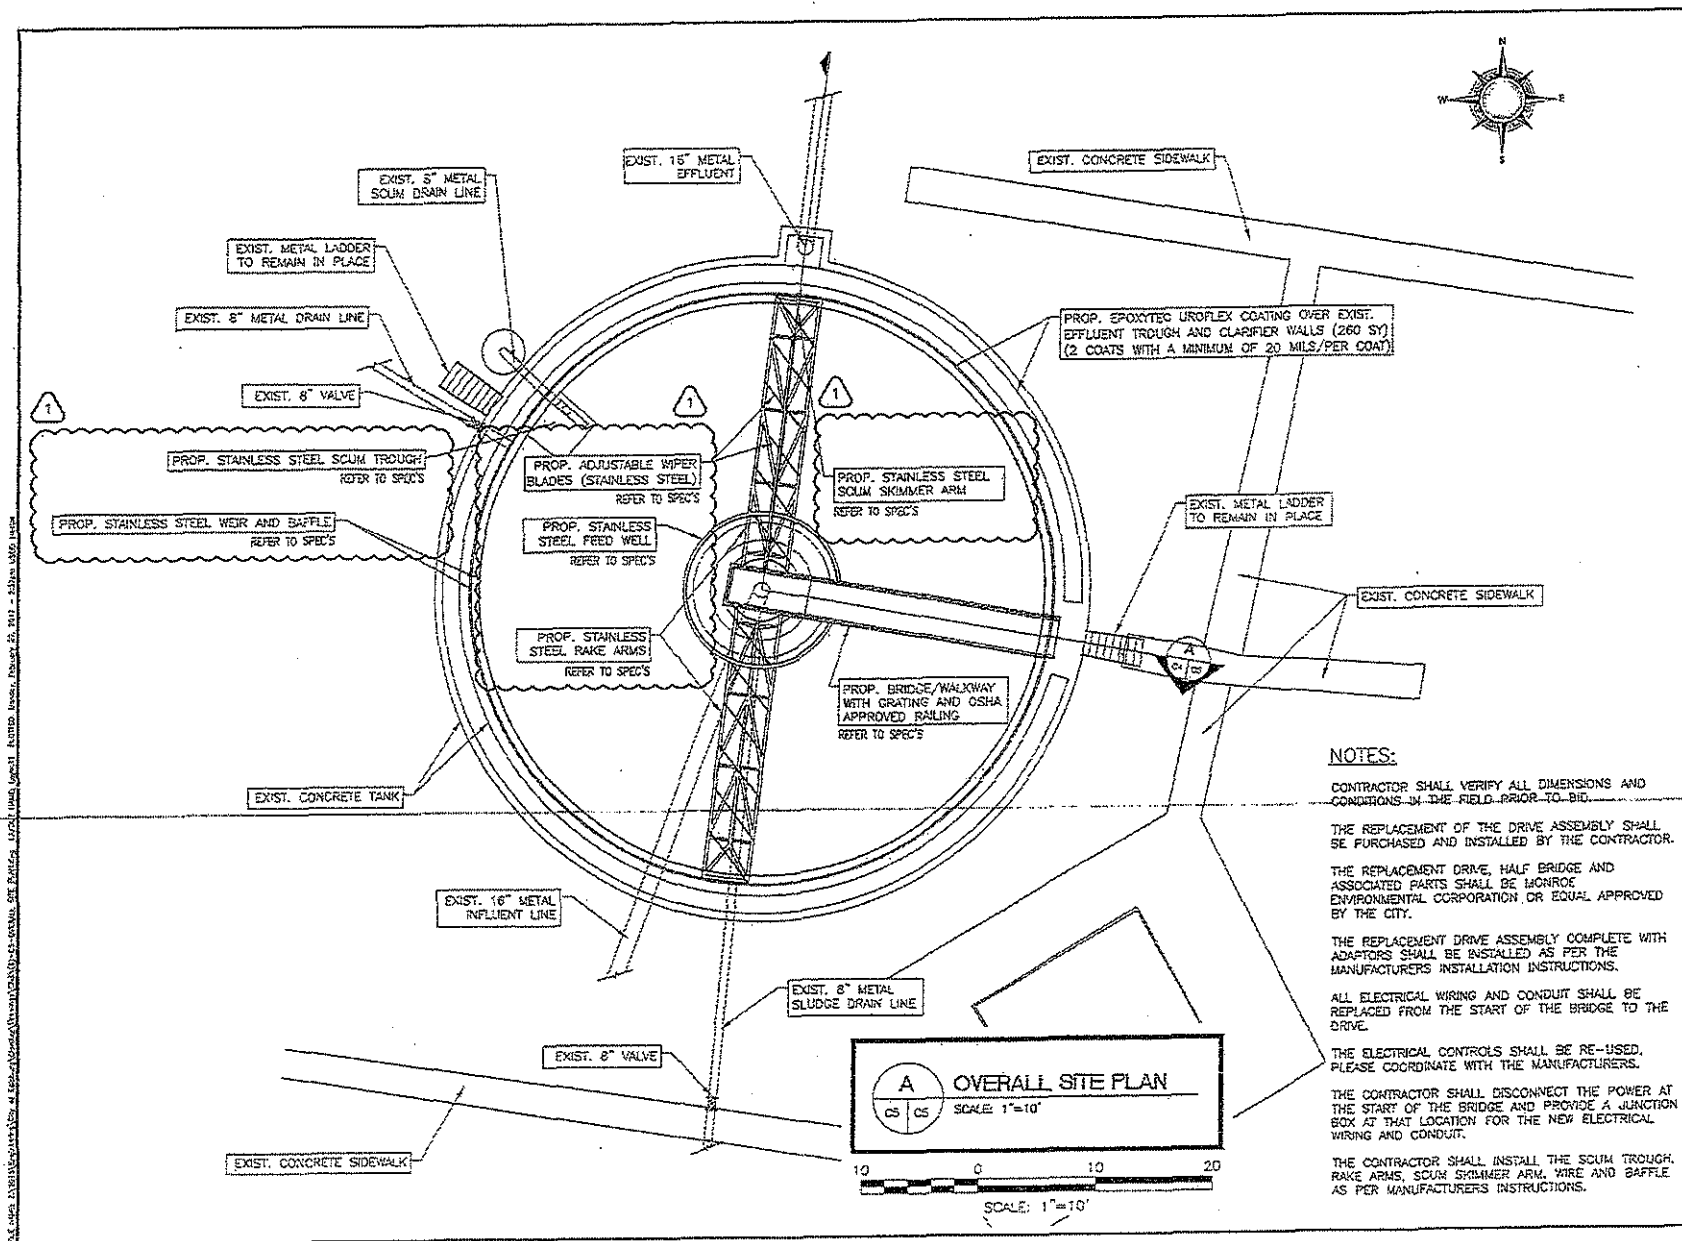 N
W
E
S
EXIST. CONCRETE SIDEWALK
EXIST. METAL
EFFLUENT
EXIST. METAL
SCUM DRAIN LINE
EXIST. METAL LADDER
TO REMAIN IN PLACE
EXIST. 8" METAL DRAIN LINE
EXIST. 8" VALVE
PROP. EPOXYTEC UROFLEX COATING OVER EXIST.
EFFLUENT TROUGH AND CLARIFIER WALLS (260 SY)
(2 COATS WITH A MINIMUM OF 20 MILS/PER COAT)
1
1
1
PROP. STAINLESS STEEL SCUM TROUGH
REFER TO SPEC'S
PROP. ADJUSTABLE WIPER
BLADES (STAINLESS STEEL)
REFER TO SPEC'S
PROP. STAINLESS STEEL
SCUM SKIMMER ARM
REFER TO SPEC'S
PROP. STAINLESS STEEL WEIR AND BAFFLE
REFER TO SPEC'S
PROP. STAINLESS
STEEL FEED WELL
REFER TO SPEC'S
EXIST. METAL LADDER
TO REMAIN IN PLACE
EXIST. CONCRETE SIDEWALK
PROP. STAINLESS
STEEL RAKE ARMS
REFER TO SPEC'S
A
PROP. BRIDGE/WALKWAY
WITH GRATING AND OSHA
APPROVED RAILING
REFER TO SPEC'S
EXIST. CONCRETE TANK
EXIST. 16" METAL
INFLUENT LINE
EXIST. 8" METAL
SLUDGE DRAIN LINE
EXIST. 8" VALVE
EXIST. CONCRETE SIDEWALK
NOTES:
CONTRACTOR SHALL VERIFY ALL DIMENSIONS AND
CONDITIONS IN THE FIELD PRIOR TO BID.
THE REPLACEMENT OF THE DRIVE ASSEMBLY SHALL
BE PURCHASED AND INSTALLED BY THE CONTRACTOR.
THE REPLACEMENT DRIVE, HALF BRIDGE AND
ASSOCIATED PARTS SHALL BE MONROE
ENVIRONMENTAL CORPORATION OR EQUAL APPROVED
BY THE CITY.
THE REPLACEMENT DRIVE ASSEMBLY COMPLETE WITH
ADAPTORS SHALL BE INSTALLED AS PER THE
MANUFACTURERS INSTALLATION INSTRUCTIONS.
ALL ELECTRICAL WIRING AND CONDUIT SHALL BE
REPLACED FROM THE START OF THE BRIDGE TO THE
DRIVE.
THE ELECTRICAL CONTROLS SHALL BE RE-USED.
PLEASE COORDINATE WITH THE MANUFACTURERS.
THE CONTRACTOR SHALL DISCONNECT THE POWER AT
THE START OF THE BRIDGE AND PROVIDE A JUNCTION
BOX AT THAT LOCATION FOR THE NEW ELECTRICAL
WIRING AND CONDUIT.
THE CONTRACTOR SHALL INSTALL THE SCUM TROUGH,
RAKE ARMS, SCUM SKIMMER ARM, WIRE AND BAFFLE
AS PER MANUFACTURERS INSTRUCTIONS.
A
C5 C5
OVERALL SITE PLAN
SCALE: 1"=10'
10 0 10 20
SCALE: 1"=10'